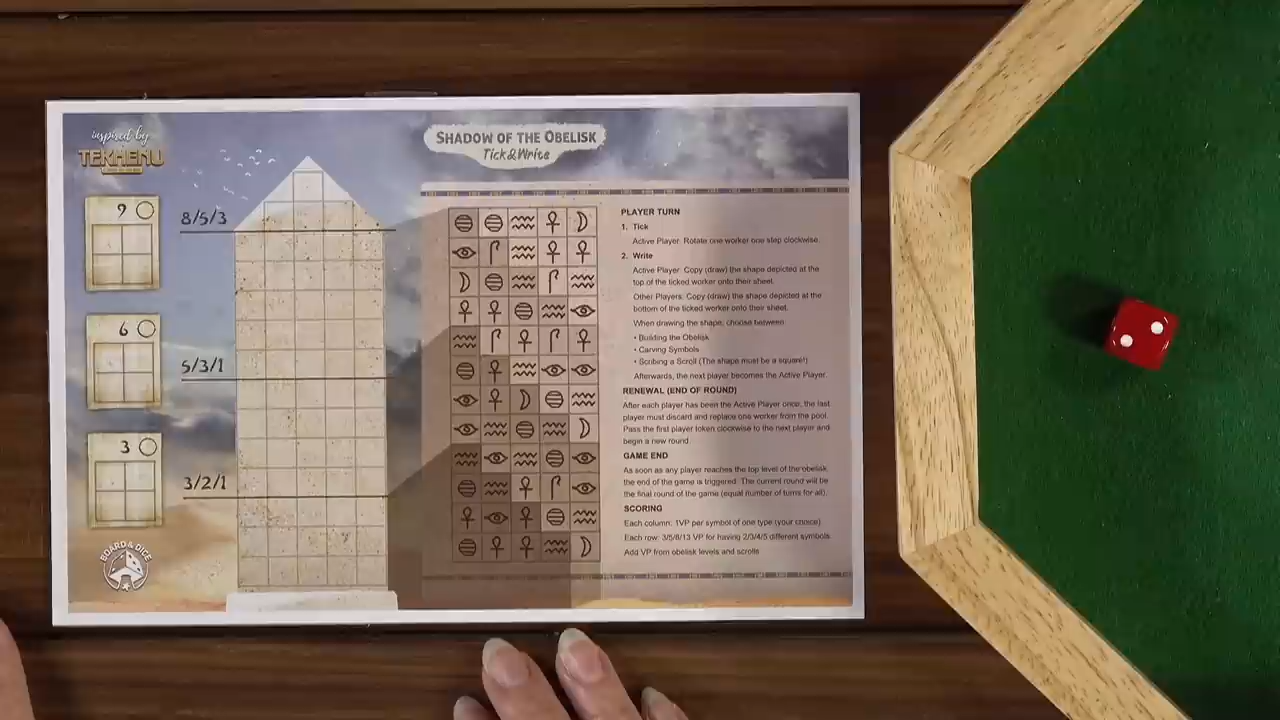 inspired by
TEKHENU
9
8/5/3
6
5/3/1
3
3/2/1
BOARD & DICE
SHADOW OF THE OBELISK
Tick&Write
PLAYER TURN
1. Tick
Active Player: Rotate one worker one step clockwise.
2. Write
Active Player: Copy (draw) the shape depicted at the
top of the ticked worker onto their sheet.
Other Players: Copy (draw) the shape depicted at the
bottom of the ticked worker onto their sheet.
When drawing the shape, choose between:
• Building the Obelisk
• Carving Symbols
• Scribing a Scroll (The shape must be a square!)
Afterwards, the next player becomes the Active Player.
RENEWAL (END OF ROUND)
After each player has been the Active Player once, the last
player must discard and replace one worker from the pool.
Pass the first player token clockwise to the next player and
begin a new round.
GAME END
As soon as any player reaches the top level of the obelisk,
the end of the game is triggered. The current round will be
the final round of the game (equal number of turns for all).
SCORING
Each column: 1VP per symbol of one type (your choice)
Each row: 3/5/8/13 VP for having 2/3/4/5 different symbols
Add VP from obelisk levels and scrolls